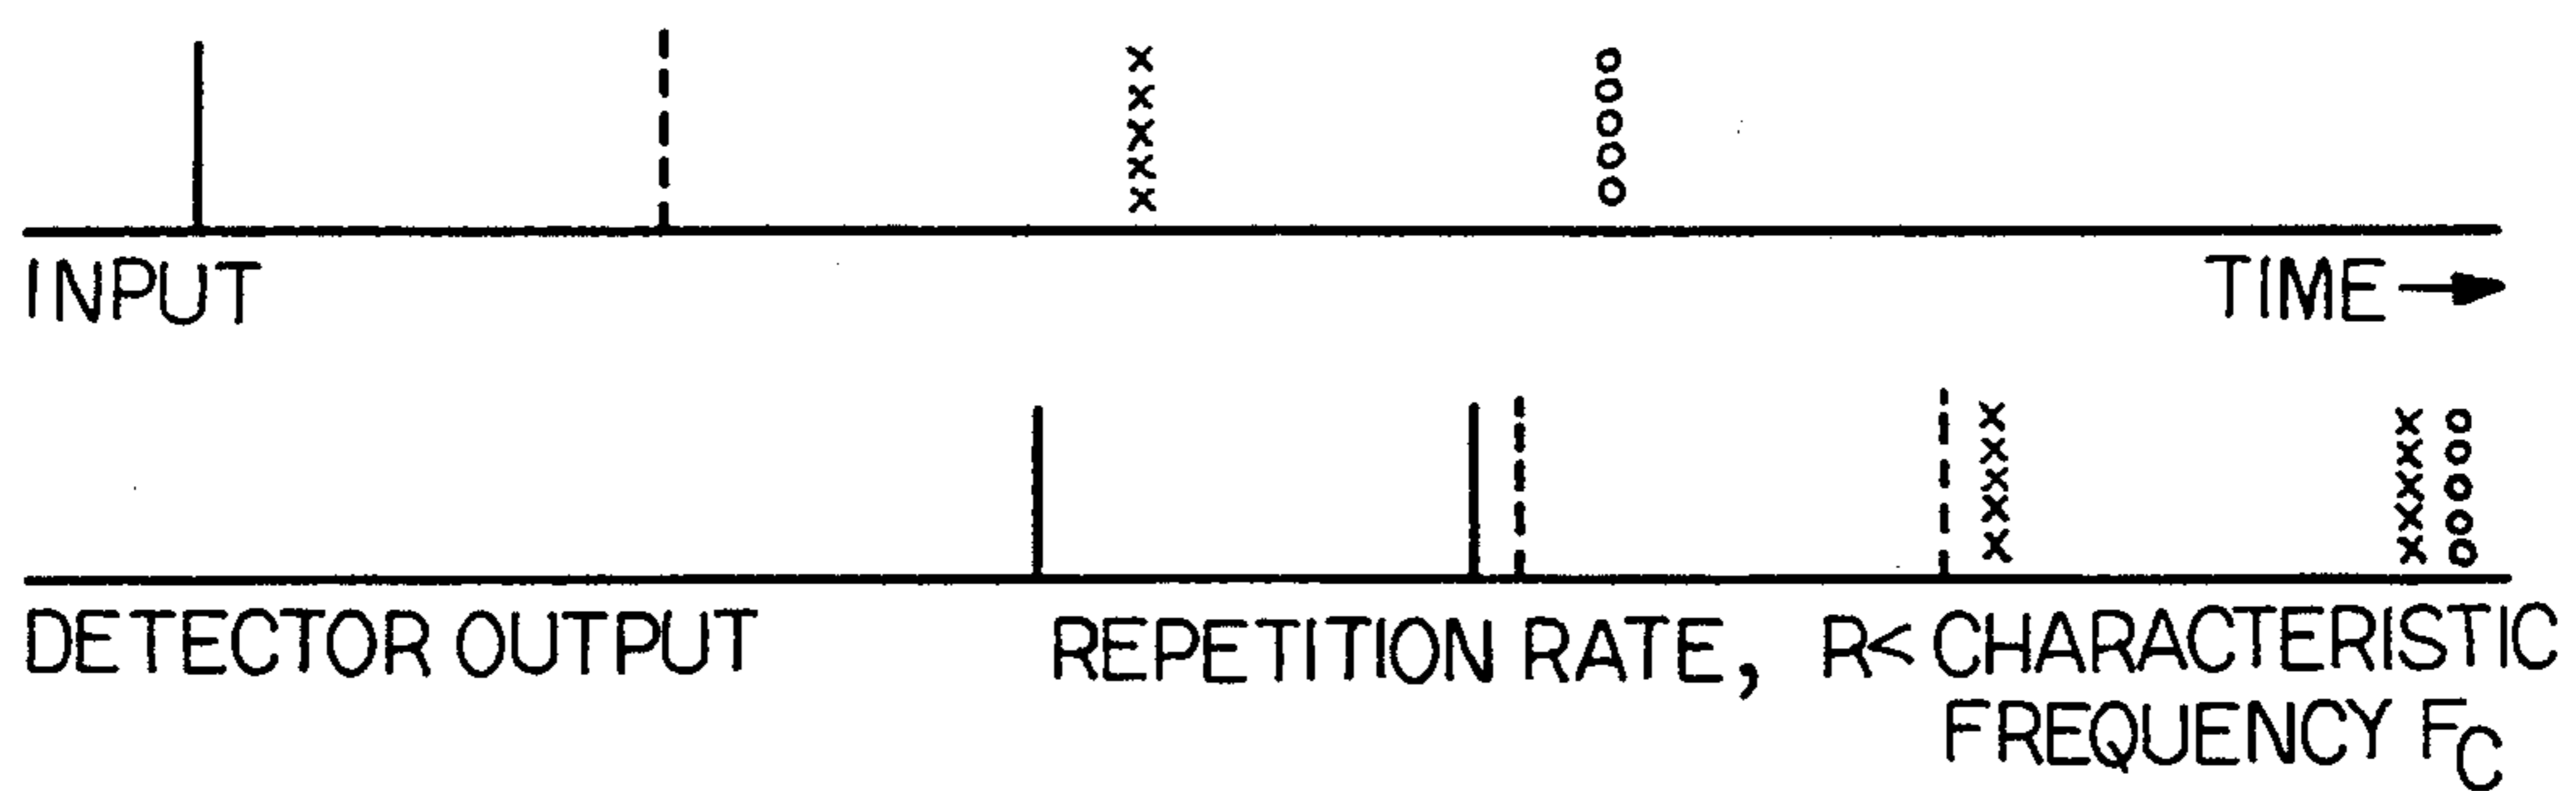 INPUT
TIME
DETECTOR OUTPUT
REPETITION RATE, R< CHARACTERISTIC
FREQUENCY FC